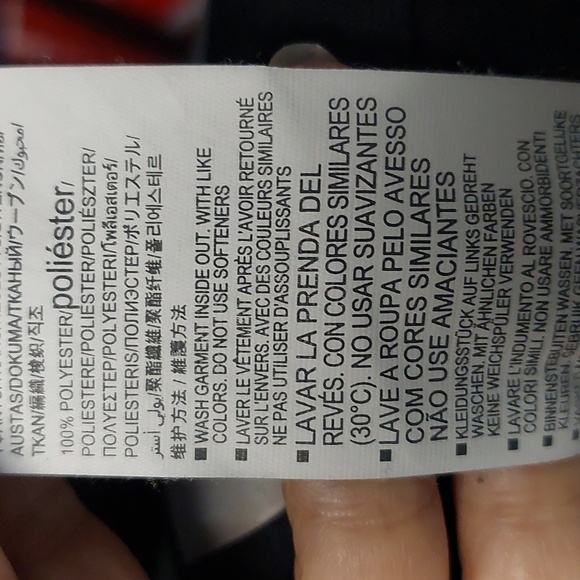 AUSTAS/DOKUMA/ТКАНЫЙ/ウーブン/امحبوك/
TKAN/編織/梭织/직조
100% POLYESTER/poliéster/
POLIESTERE/POLIÉSTER/POLIÉSZTER/
ΠΟΛΥΕΣΤΕΡ/POLYESTERI/โพลีเอสเตอร์/
POLIESTERIS/ПОЛИЭСТЕР/ポリエステル/
بولي أستر/聚酯纖維/聚酯纤维 폴리에스테르
维护方法 / 維護方法
■ WASH GARMENT INSIDE OUT. WITH LIKE
COLORS. DO NOT USE SOFTENERS
■ LAVER LE VÊTEMENT APRÈS L'AVOIR RETOURNÉ
SUR L'ENVERS. AVEC DES COULEURS SIMILAIRES
NE PAS UTILISER D'ASSOUPLISSANTS
■ LAVAR LA PRENDA DEL
REVÉS. CON COLORES SIMILARES
(30°C). NO USAR SUAVIZANTES
■ LAVE A ROUPA PELO AVESSO
COM CORES SIMILARES
NÃO USE AMACIANTES
■ KLEIDUNGSSTÜCK AUF LINKS GEDREHT
WASCHEN, MIT ÄHNLICHEN FARBEN
KEINE WEICHSPÜLER VERWENDEN
■ LAVARE L'INDUMENTO AL ROVESCIO. CON
COLORI SIMILI. NON USARE AMMORBIDENTI
■ BINNENSTEBUITEN WASSEN. MET SOORTGELIJKE
KLEUREN.